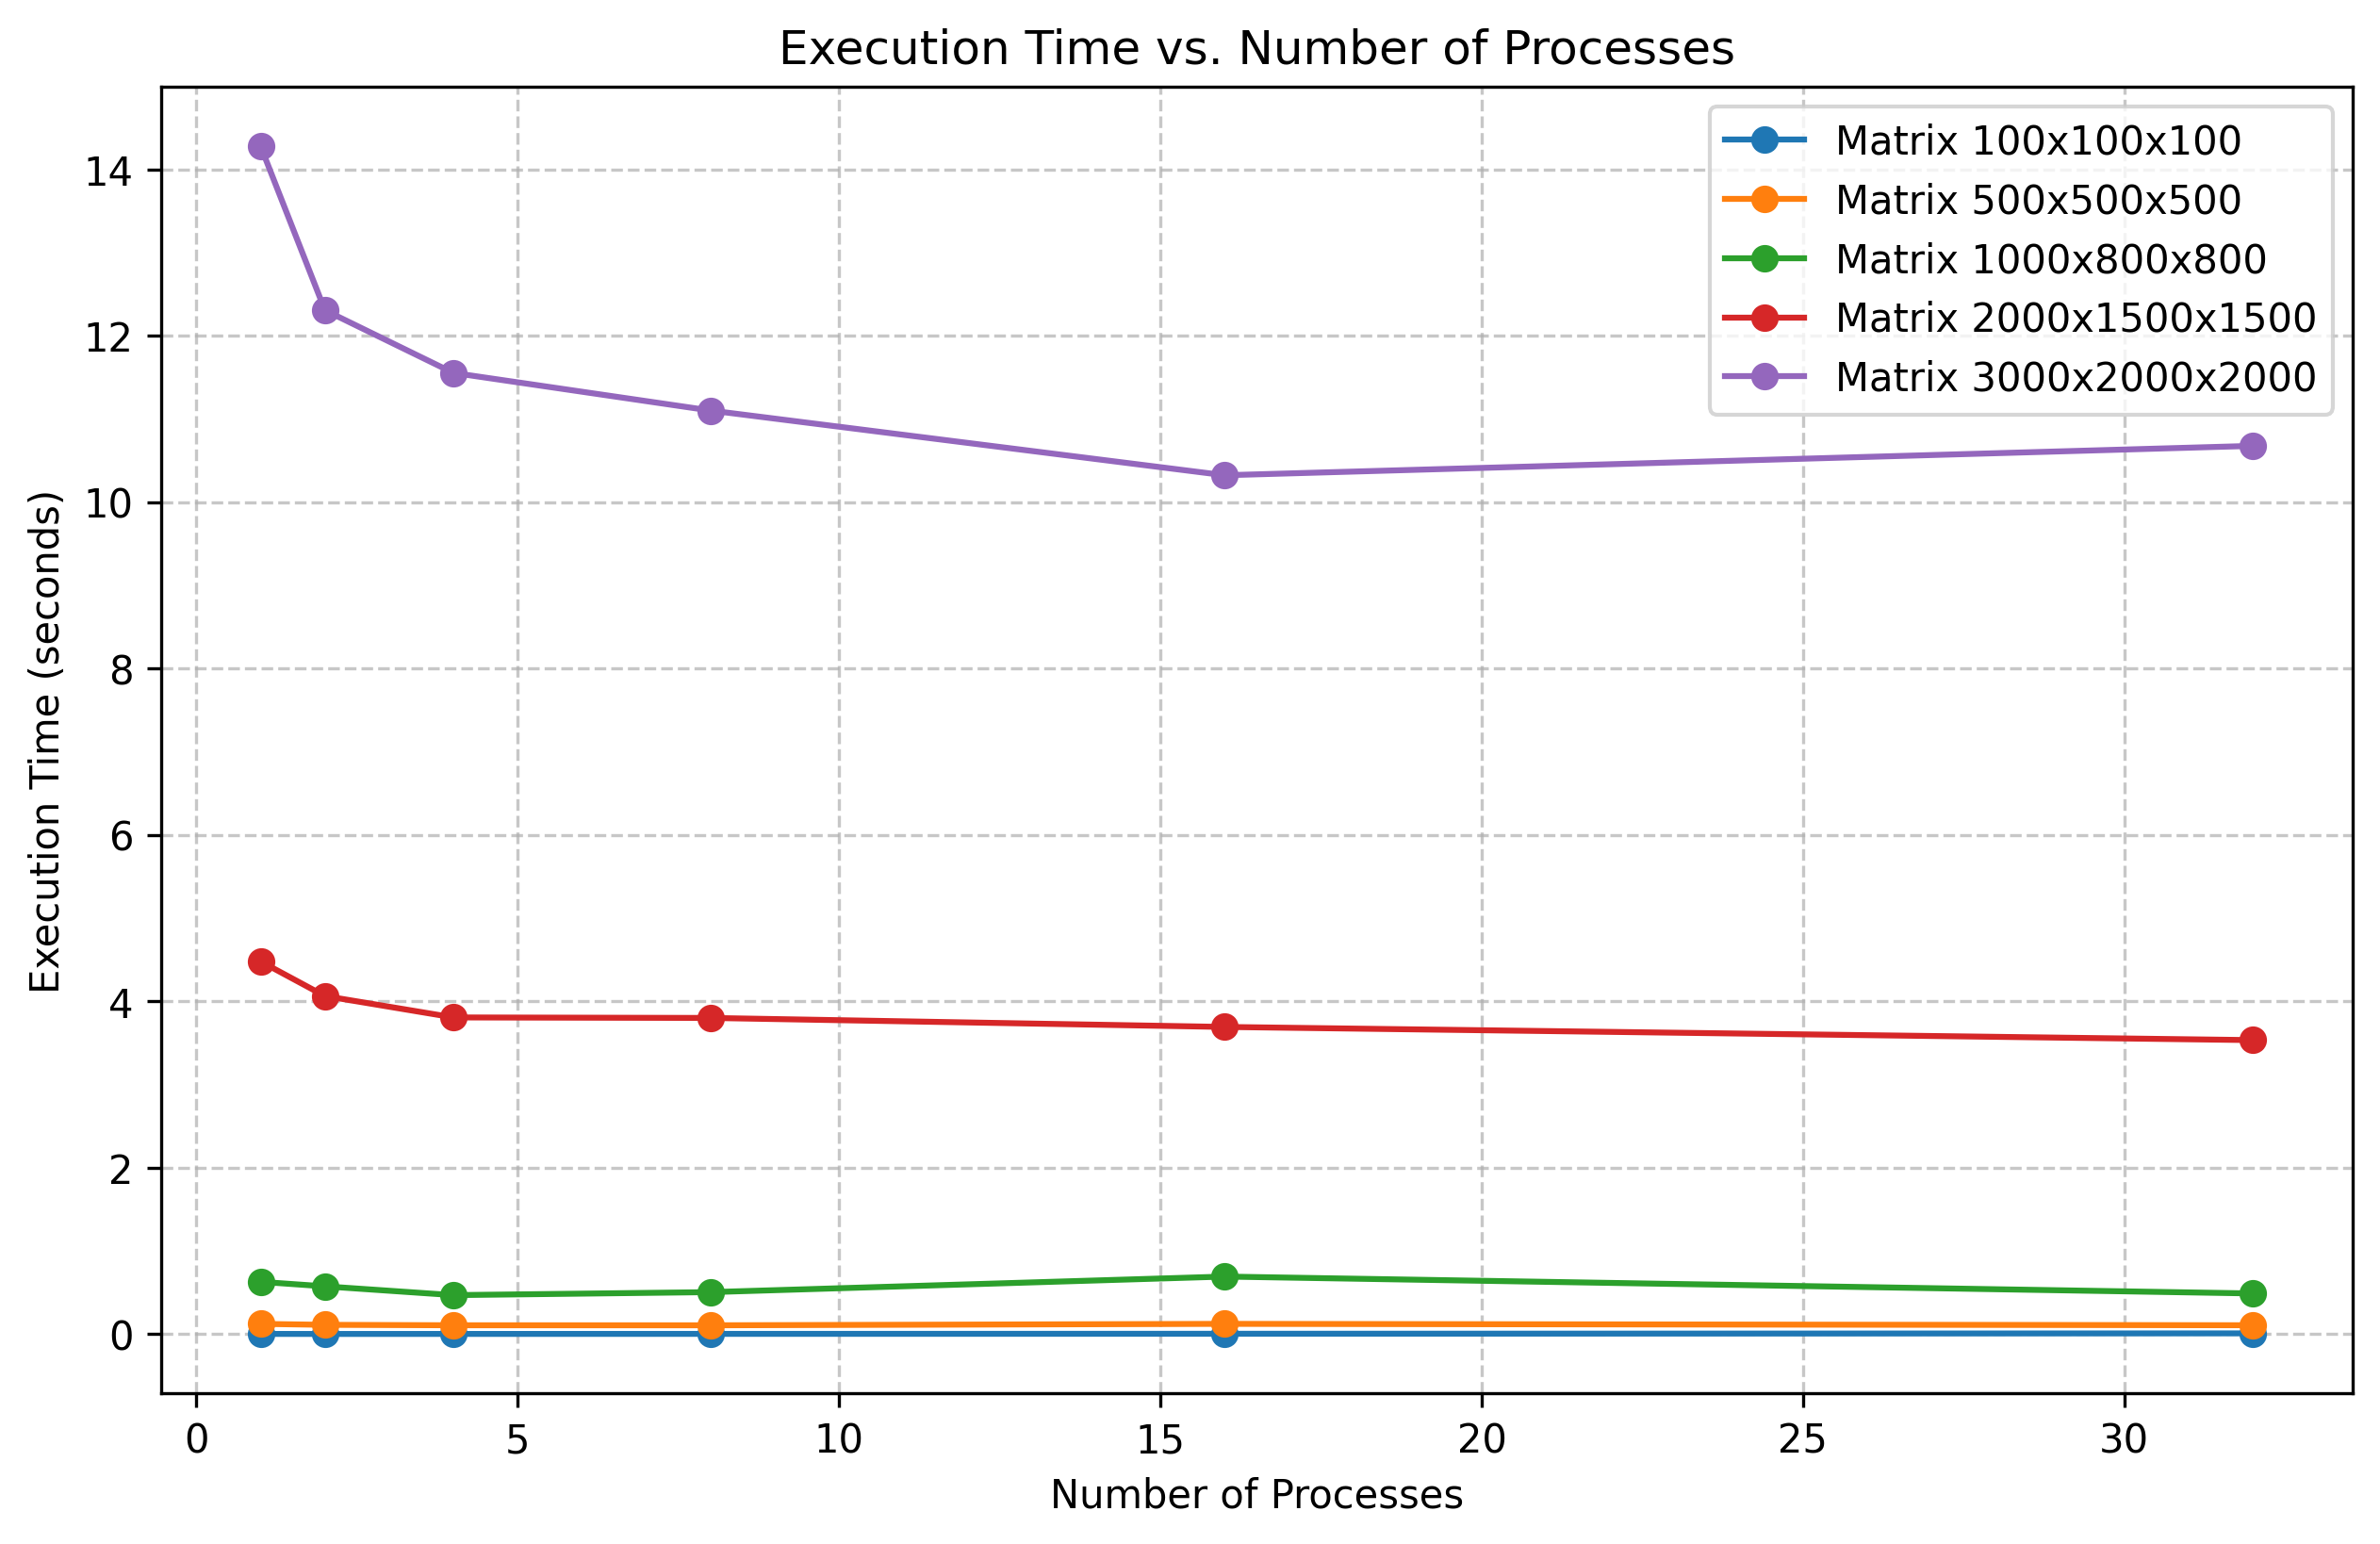 Execution Time vs. Number of Processes
Matrix 100x100x100
Matrix 500x500x500
Matrix 1000x800x800
Matrix 2000x1500x1500
Matrix 3000x2000x2000
Execution Time (seconds)
14
12
10
8
6
4
2
0
0 5 10 15 20 25 30
Number of Processes